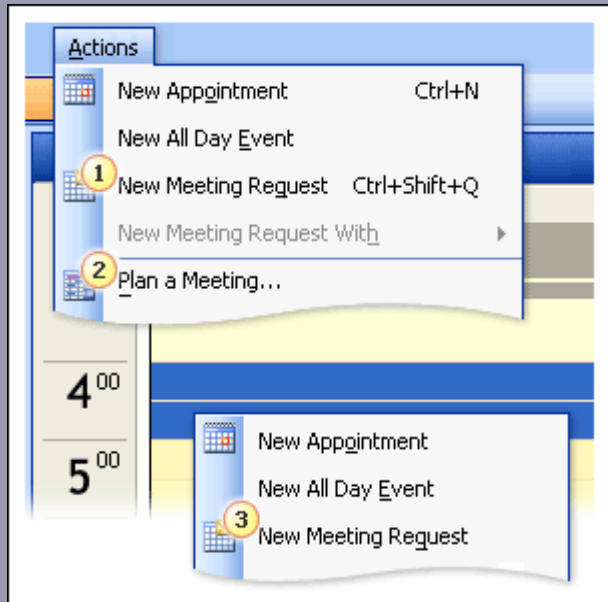 Actions
New Appointment Ctrl+N
New All Day Event
1
New Meeting Request Ctrl+Shift+Q
New Meeting Request With
2
Plan a Meeting...
4 00
5 00
New Appointment
New All Day Event
3
New Meeting Request